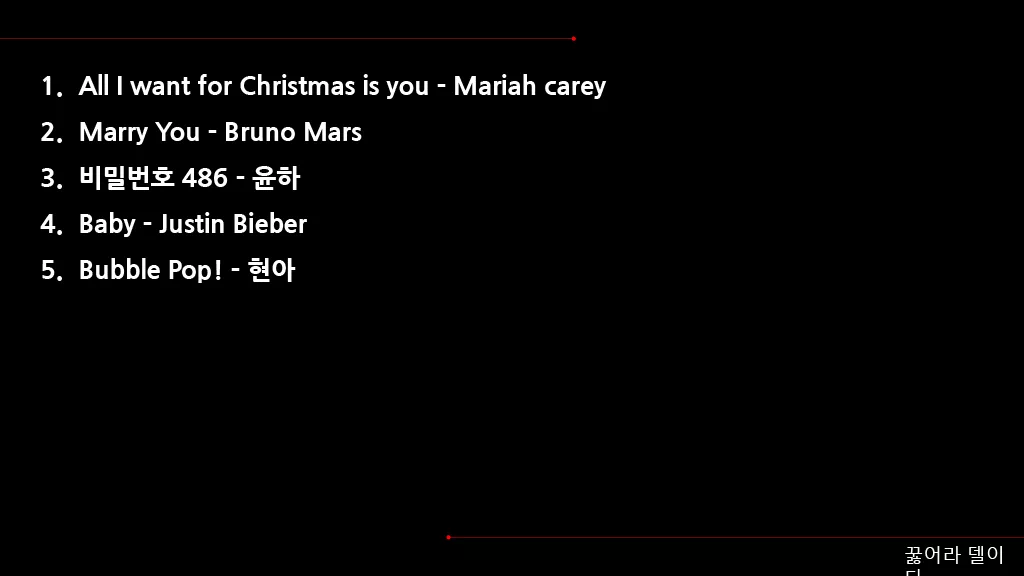 1. All I want for Christmas is you - Mariah carey
2. Marry You - Bruno Mars
3. 비밀번호 486 - 윤하
4. Baby - Justin Bieber
5. Bubble Pop! - 현아
꿇어라 델이